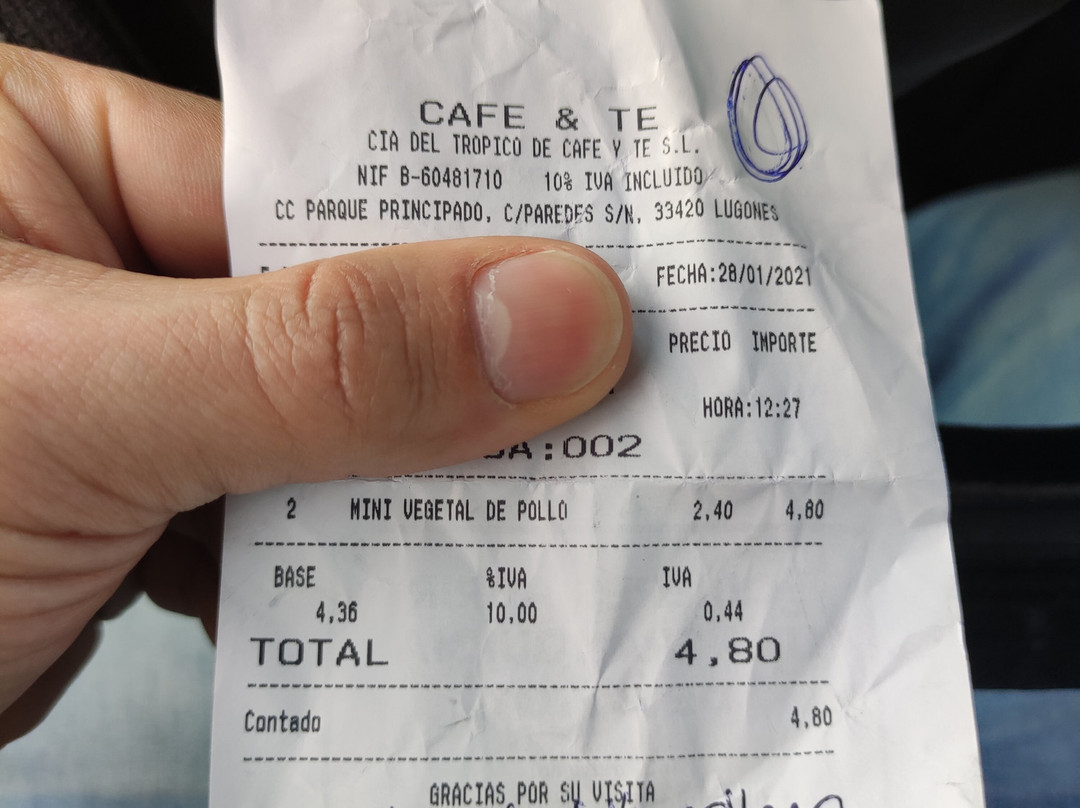 CAFE & TE
CIA DEL TROPICO DE CAFE Y TE S.L.
NIF B-60481710 10% IVA INCLUIDO
CC PARQUE PRINCIPADO, C/PAREDES S/N, 33420 LUGONES
FECHA:28/01/2021
PRECIO IMPORTE
HORA:12:27
:002
2 MINI VEGETAL DE POLLO 2,40 4,80
BASE %IVA IVA
4,36 10,00 0,44
TOTAL 4,80
Contado 4,80
GRACIAS POR SU VISITA